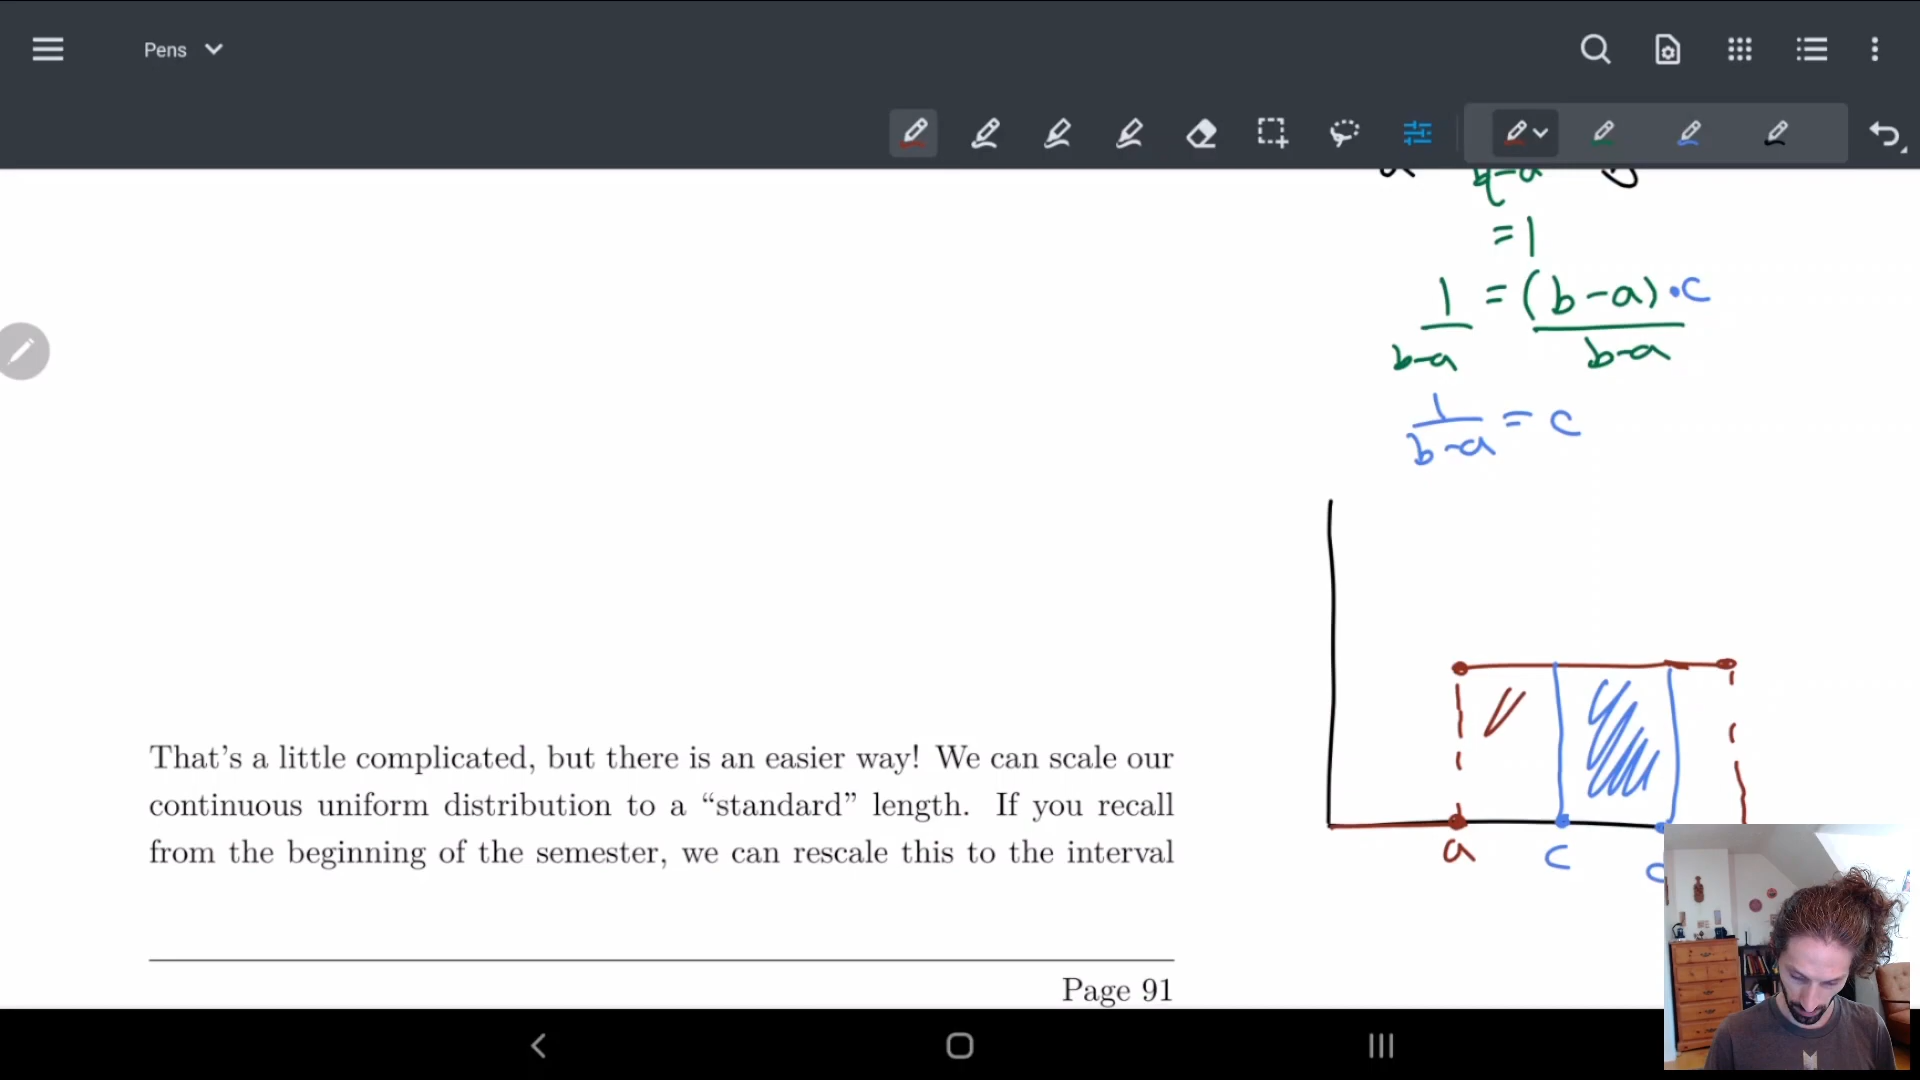 Pens
b-a
=1
1 = (b-a)•c
b-a b-a
1
b-a = c
That's a little complicated, but there is an easier way! We can scale our
continuous uniform distribution to a “standard” length. If you recall
from the beginning of the semester, we can rescale this to the interval
a c
Page 91